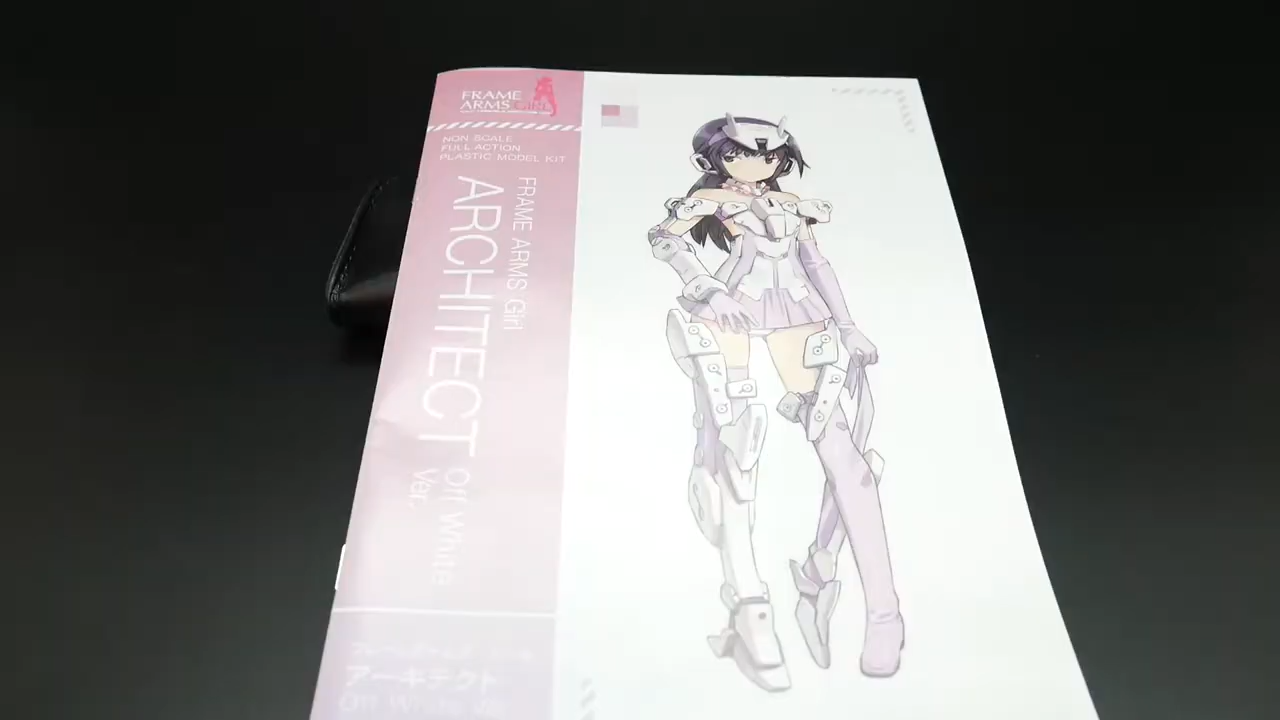 FRAME
ARMS GIRL
NON SCALE
FULL ACTION
PLASTIC MODEL KIT
FRAME ARMS Girl
ARCHITECT Off White
Ver.
アーキテクト